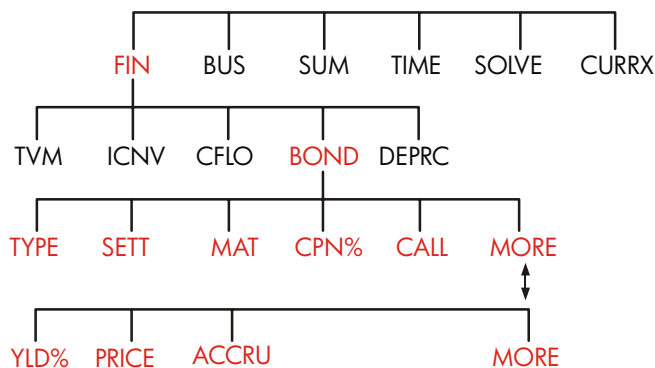 FIN BUS SUM TIME SOLVE CURRX
TVM ICNV CFLO BOND DEPRC
TYPE SETT MAT CPN% CALL MORE
YLD% PRICE ACCRU MORE